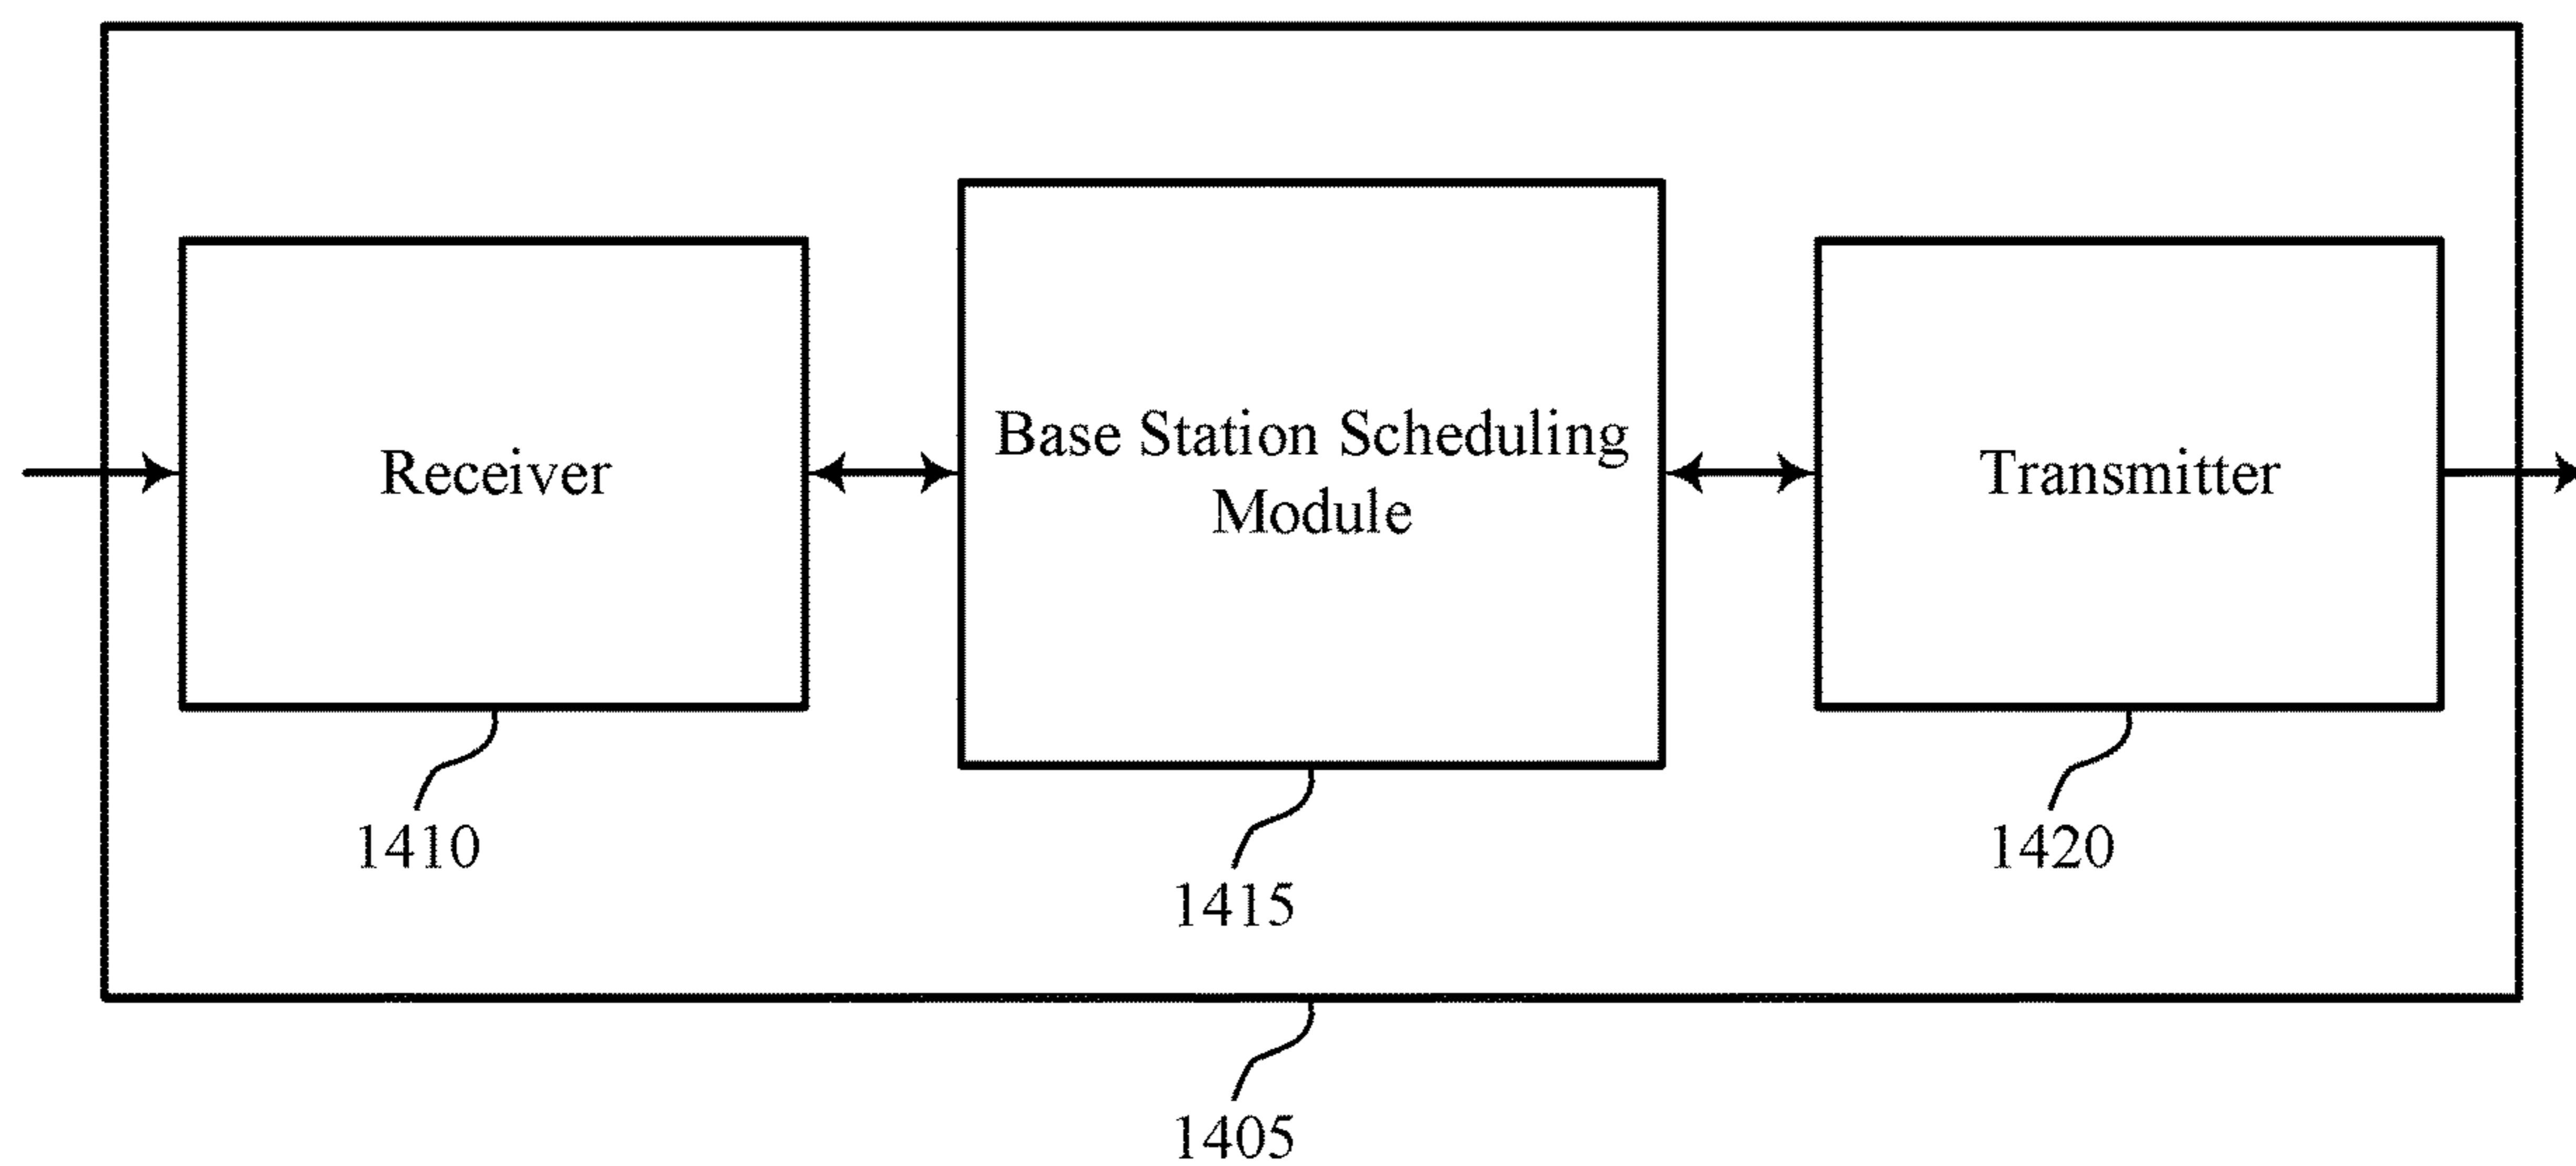 Receiver
Base Station Scheduling
Module
Transmitter
1410
1415
1420
1405